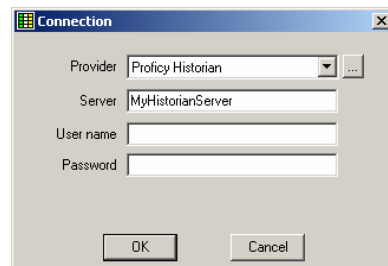 Connection
Provider Proficy Historian ...
Server MyHistorianServer
User name
Password
OK Cancel